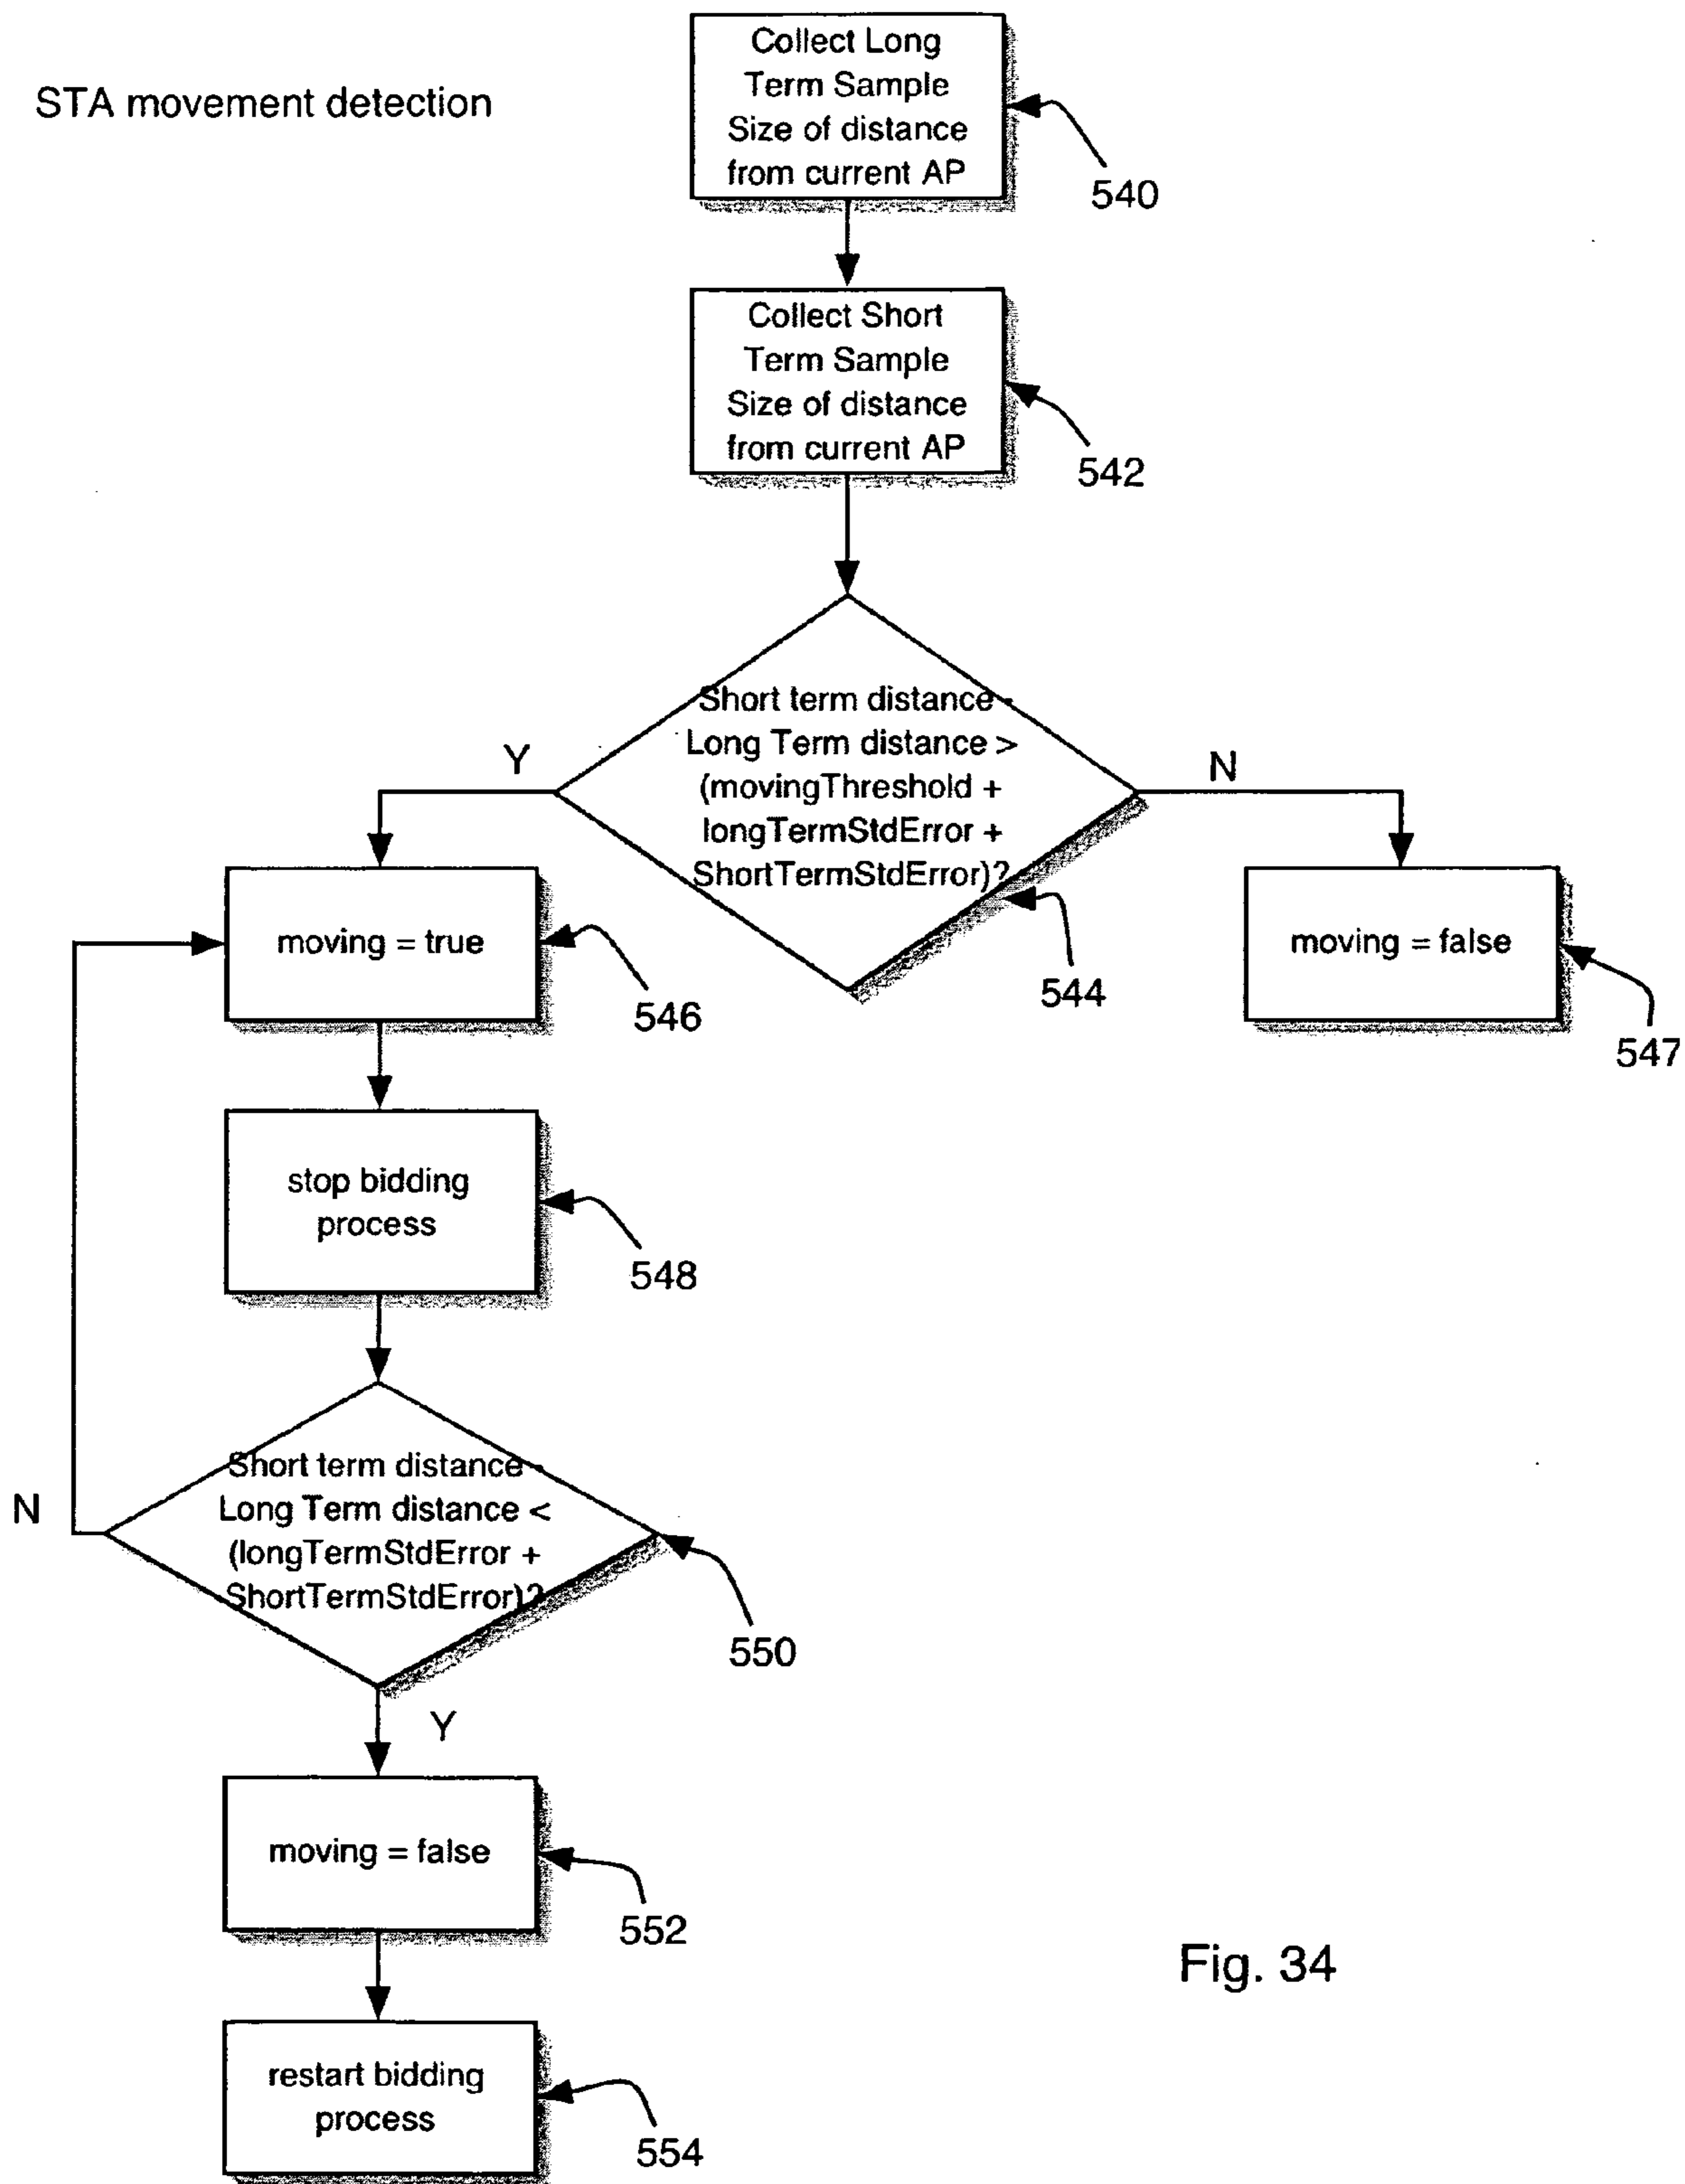 STA movement detection
Collect Long
Term Sample
Size of distance
from current AP
540
Collect Short
Term Sample
Size of distance
from current AP
542
Short term distance -
Long Term distance >
(movingThreshold +
longTermStdError +
ShortTermStdError)?
Y
N
544
moving = true
546
moving = false
547
stop bidding
process
548
Short term distance -
Long Term distance <
(longTermStdError +
ShortTermStdError)?
N
550
Y
moving = false
552
restart bidding
process
554
Fig. 34